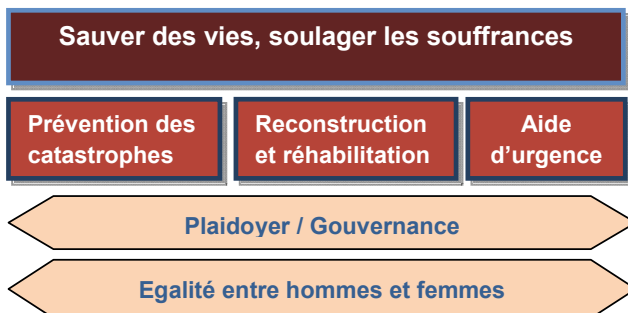 Sauver des vies, soulager les souffrances
Prévention des
catastrophes
Reconstruction
et réhabilitation
Aide
d'urgence
Plaidoyer / Gouvernance
Egalité entre hommes et femmes